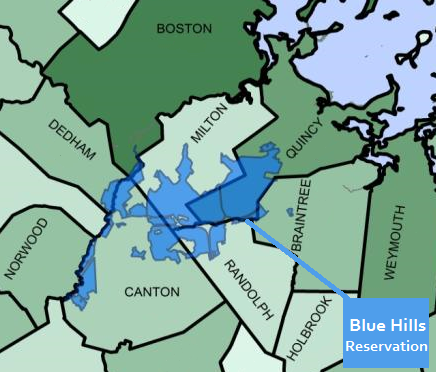 BOSTON
MILTON
DEDHAM
QUINCY
BRAINTREE
WEYMOUTH
NORWOOD
CANTON
RANDOLPH
HOLBROOK
Blue Hills
Reservation